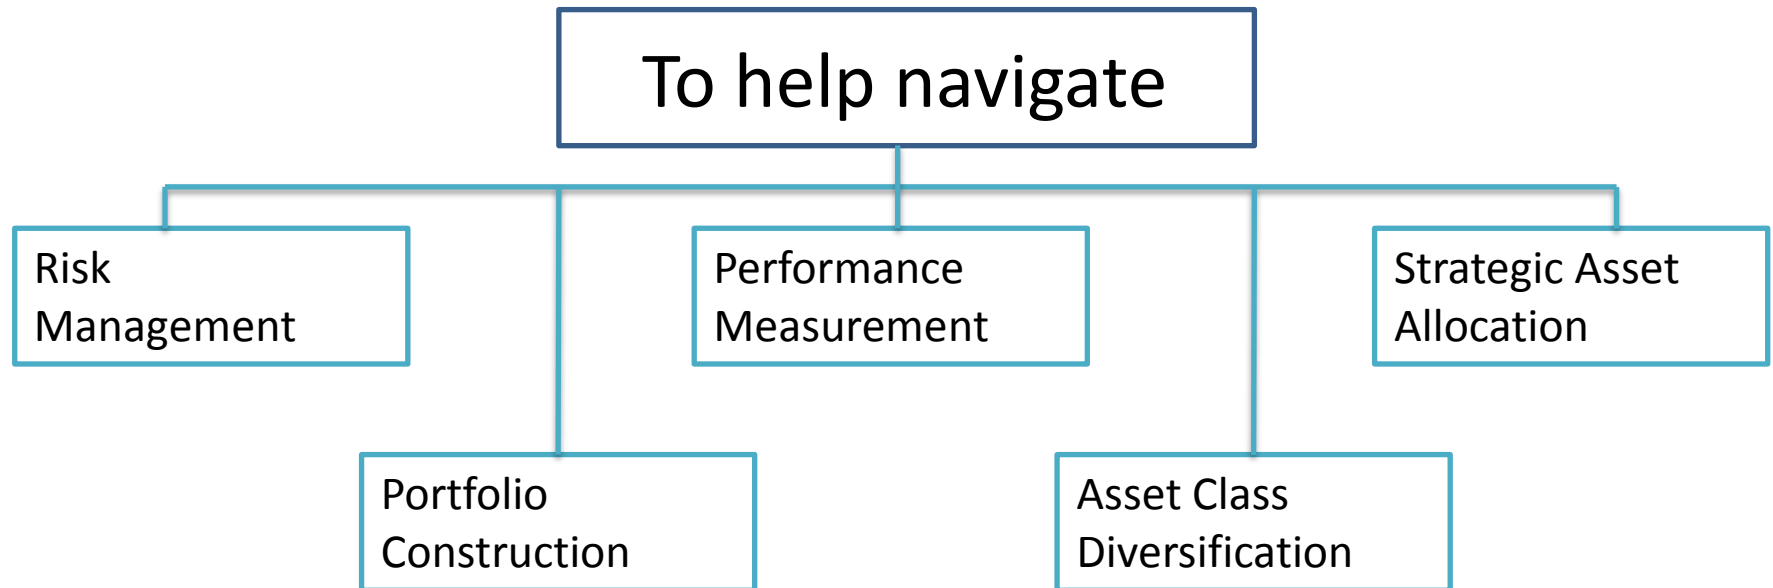 To help navigate
Risk
Management
Performance
Measurement
Strategic Asset
Allocation
Portfolio
Construction
Asset Class
Diversification